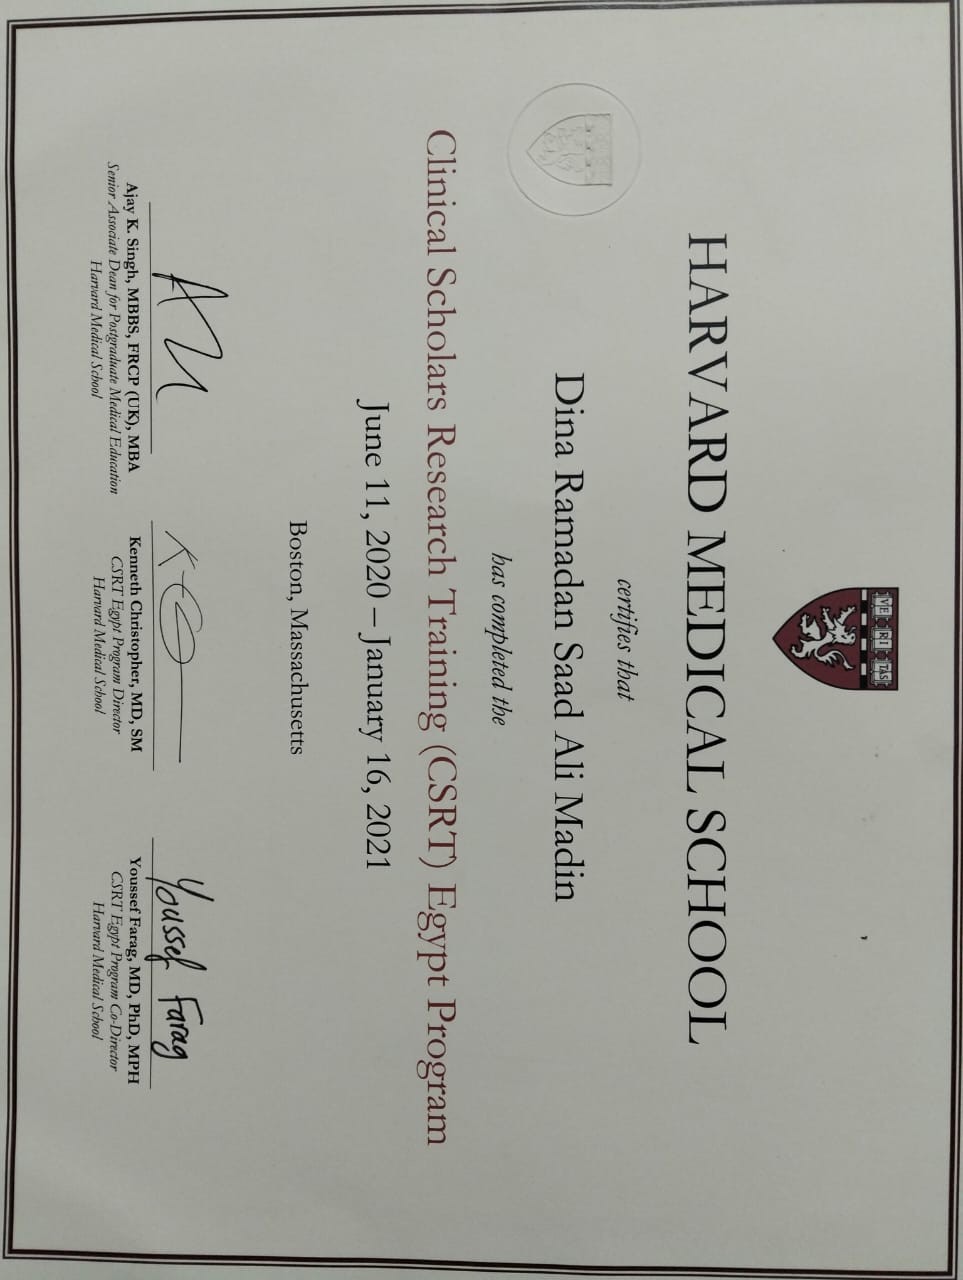 VE RI TAS
HARVARD MEDICAL SCHOOL
certifies that
Dina Ramadan Saad Ali Madin
has completed the
Clinical Scholars Research Training (CSRT) Egypt Program
June 11, 2020 – January 16, 2021
Boston, Massachusetts
Ajay K. Singh, MBBS, FRCP (UK), MBA
Senior Associate Dean for Postgraduate Medical Education
Harvard Medical School
Kenneth Christopher, MD, SM
CSRT Egypt Program Director
Harvard Medical School
Youssef Farag
Youssef Farag, MD, PhD, MPH
CSRT Egypt Program Co-Director
Harvard Medical School